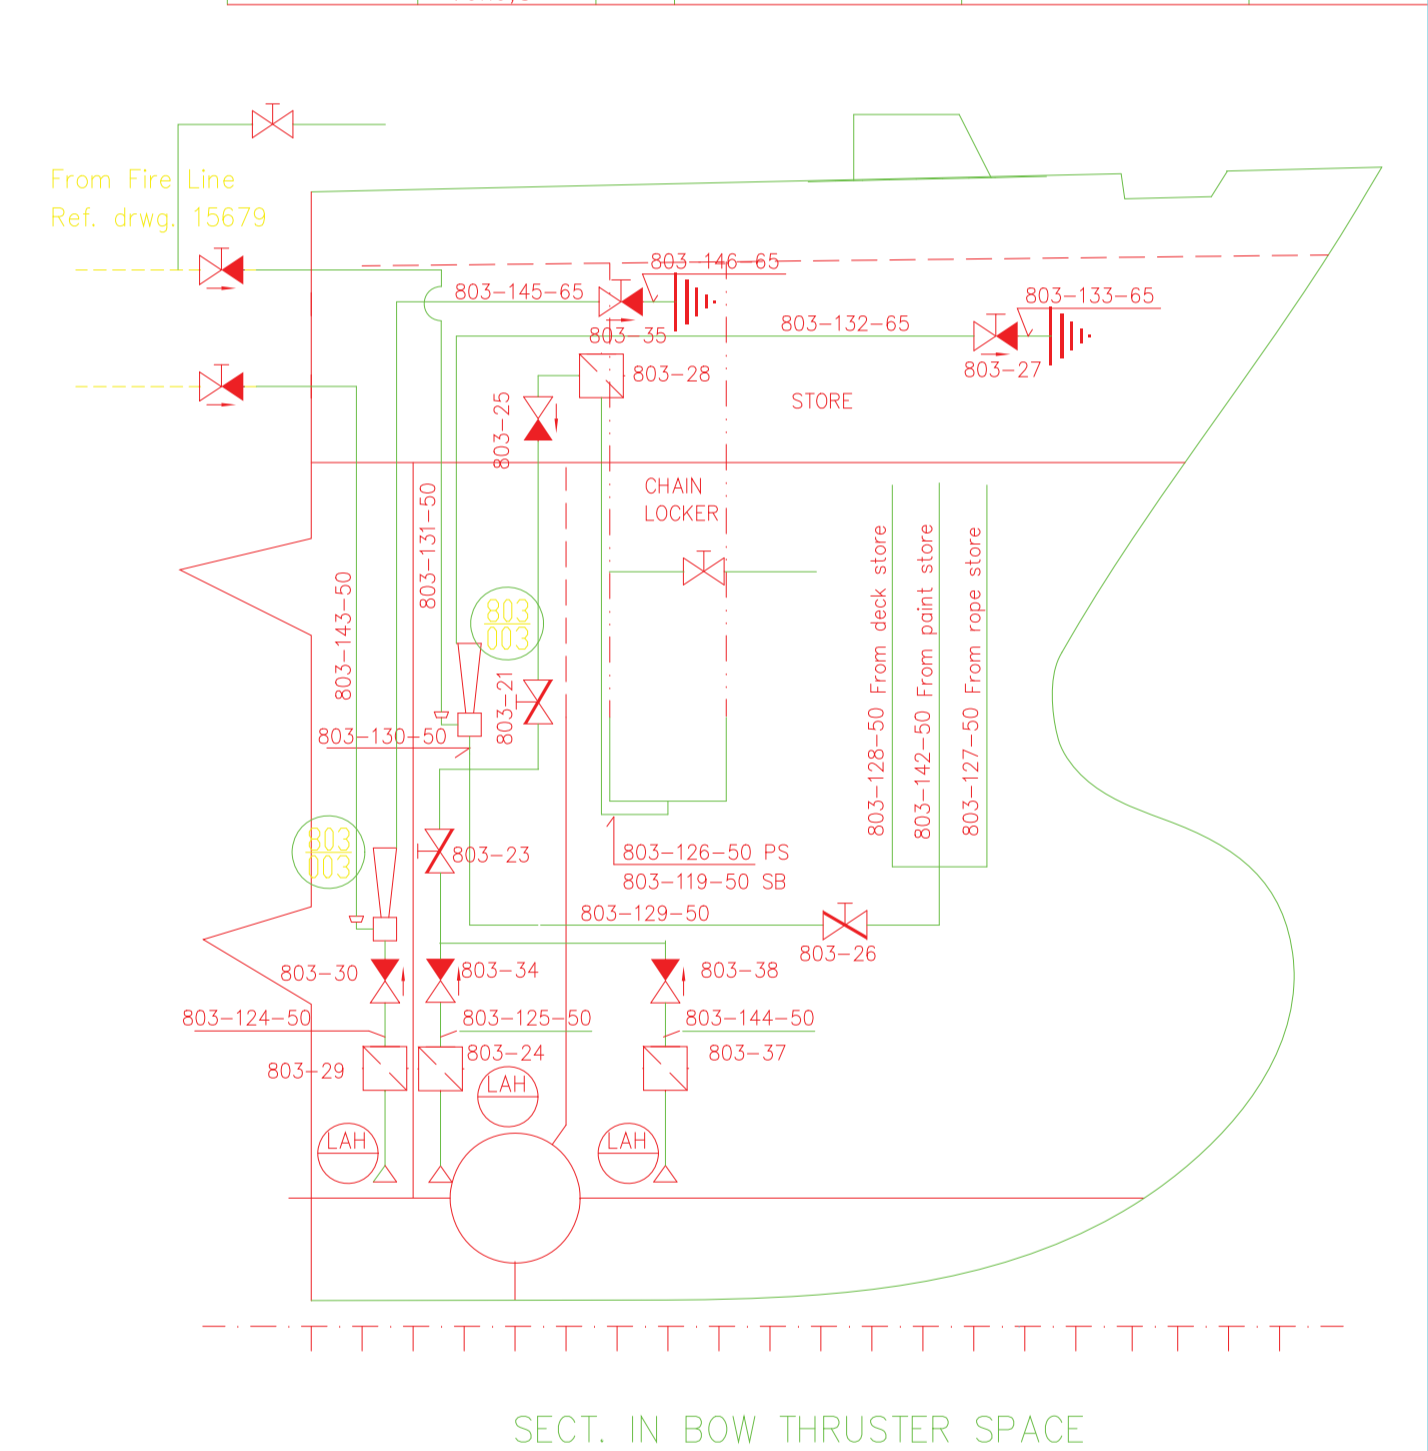 From Fire Line
Ref. drwg. 15679
803-146-65
803-145-65
803-133-65
803-132-65
803-35
803-28
803-27
STORE
803-25
CHAIN
LOCKER
803-131-50
803-143-50
803
003
803-21
803-128-50 From deck store
803-142-50 From paint store
803-127-50 From rope store
803-130-50
803
003
803-23
803-126-50 PS
803-119-50 SB
803-129-50
803-26
803-30
803-34
803-38
803-124-50
803-125-50
803-144-50
803-29
803-24
803-37
LAH
LAH
LAH
SECT. IN BOW THRUSTER SPACE